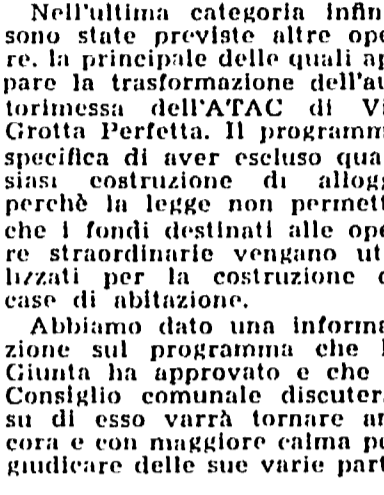 Nell'ultima categoria infin
sono state previste altre ope
re. la principale delle quali ap
pare la trasformazione dell'au
torimessa dell'ATAC di Vi
Grotta Perfetta. Il programm
specifica di aver escluso qua
siasi costruzione di allogg
perchè la legge non permett
che i fondi destinati alle ope
re straordinarie vengano ut
lizzati per la costruzione d
case di abitazione.
Abbiamo dato una informa
zione sul programma che l
Giunta ha approvato e che
Consiglio comunale discuter
su di esso varrà tornare an
cora e con maggiore calma pe
giudicare delle sue varie part